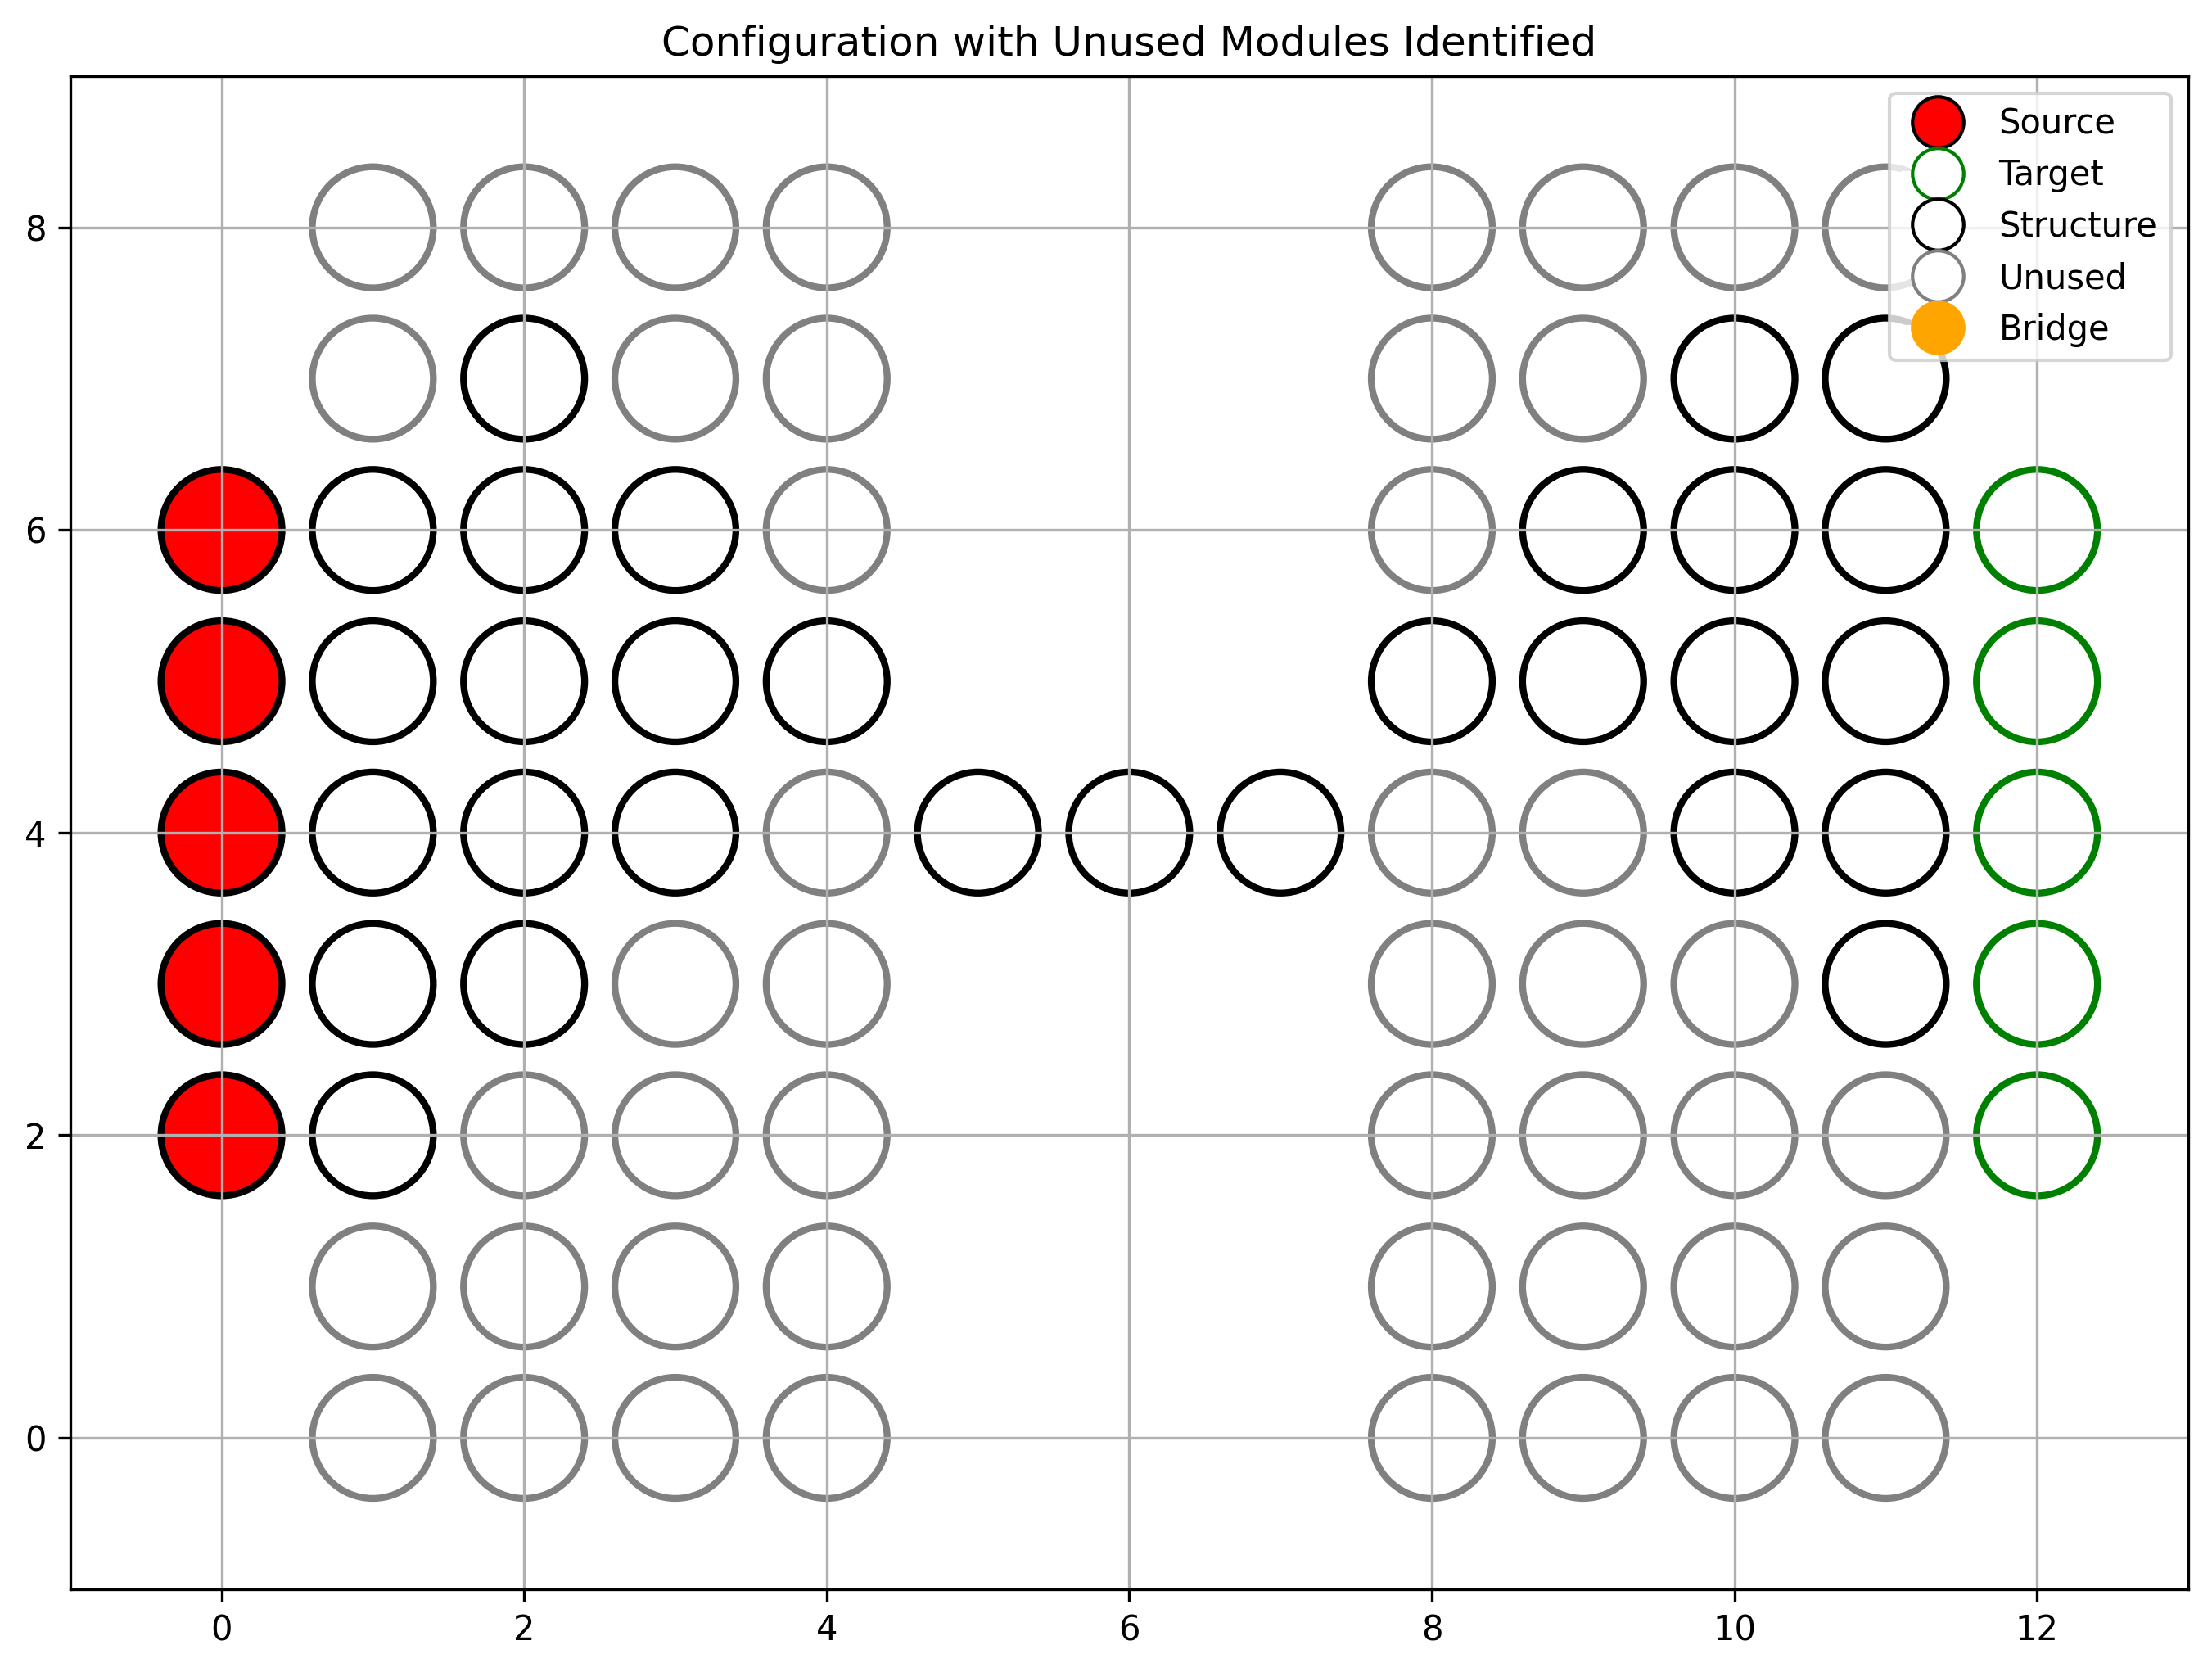 Configuration with Unused Modules Identified
Source
Target
Structure
Unused
Bridge
8
6
4
2
0
0 2 4 6 8 10 12